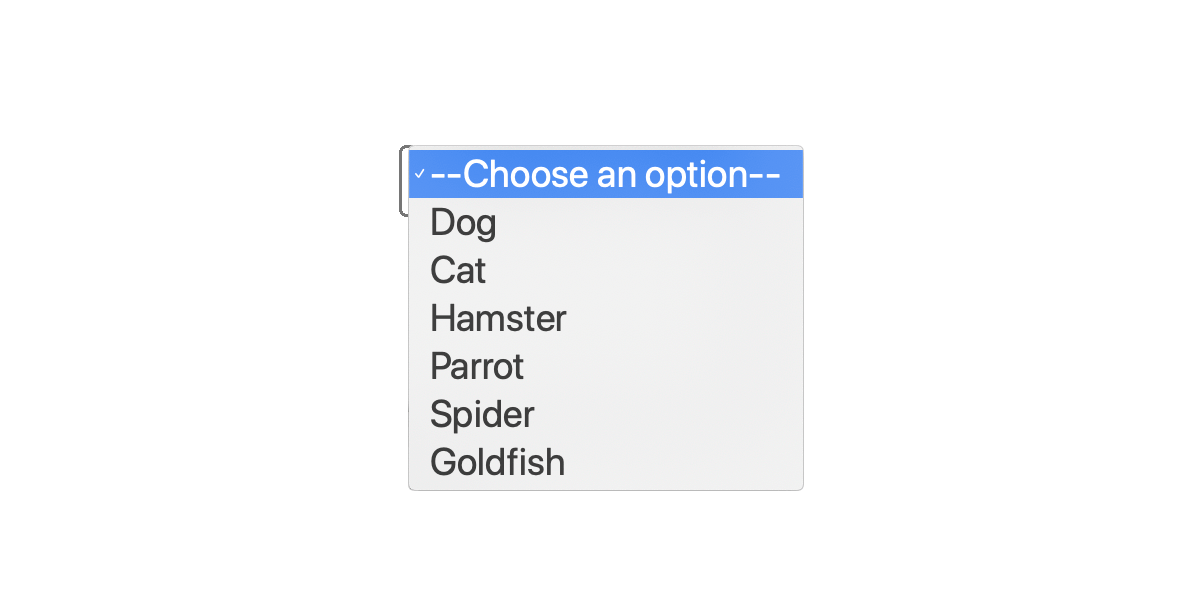 --Choose an option--
Dog
Cat
Hamster
Parrot
Spider
Goldfish